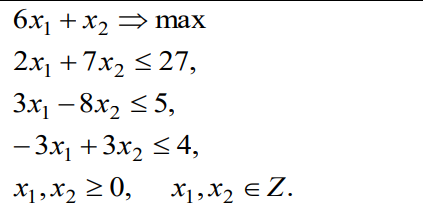 6x₁ + x₂ ⇒ max
2x₁ + 7x₂ ≤ 27,
3x₁ – 8x₂ ≤ 5,
– 3x₁ + 3x₂ ≤ 4,
x₁, x₂ ≥ 0, x₁, x₂ ∈ Z.